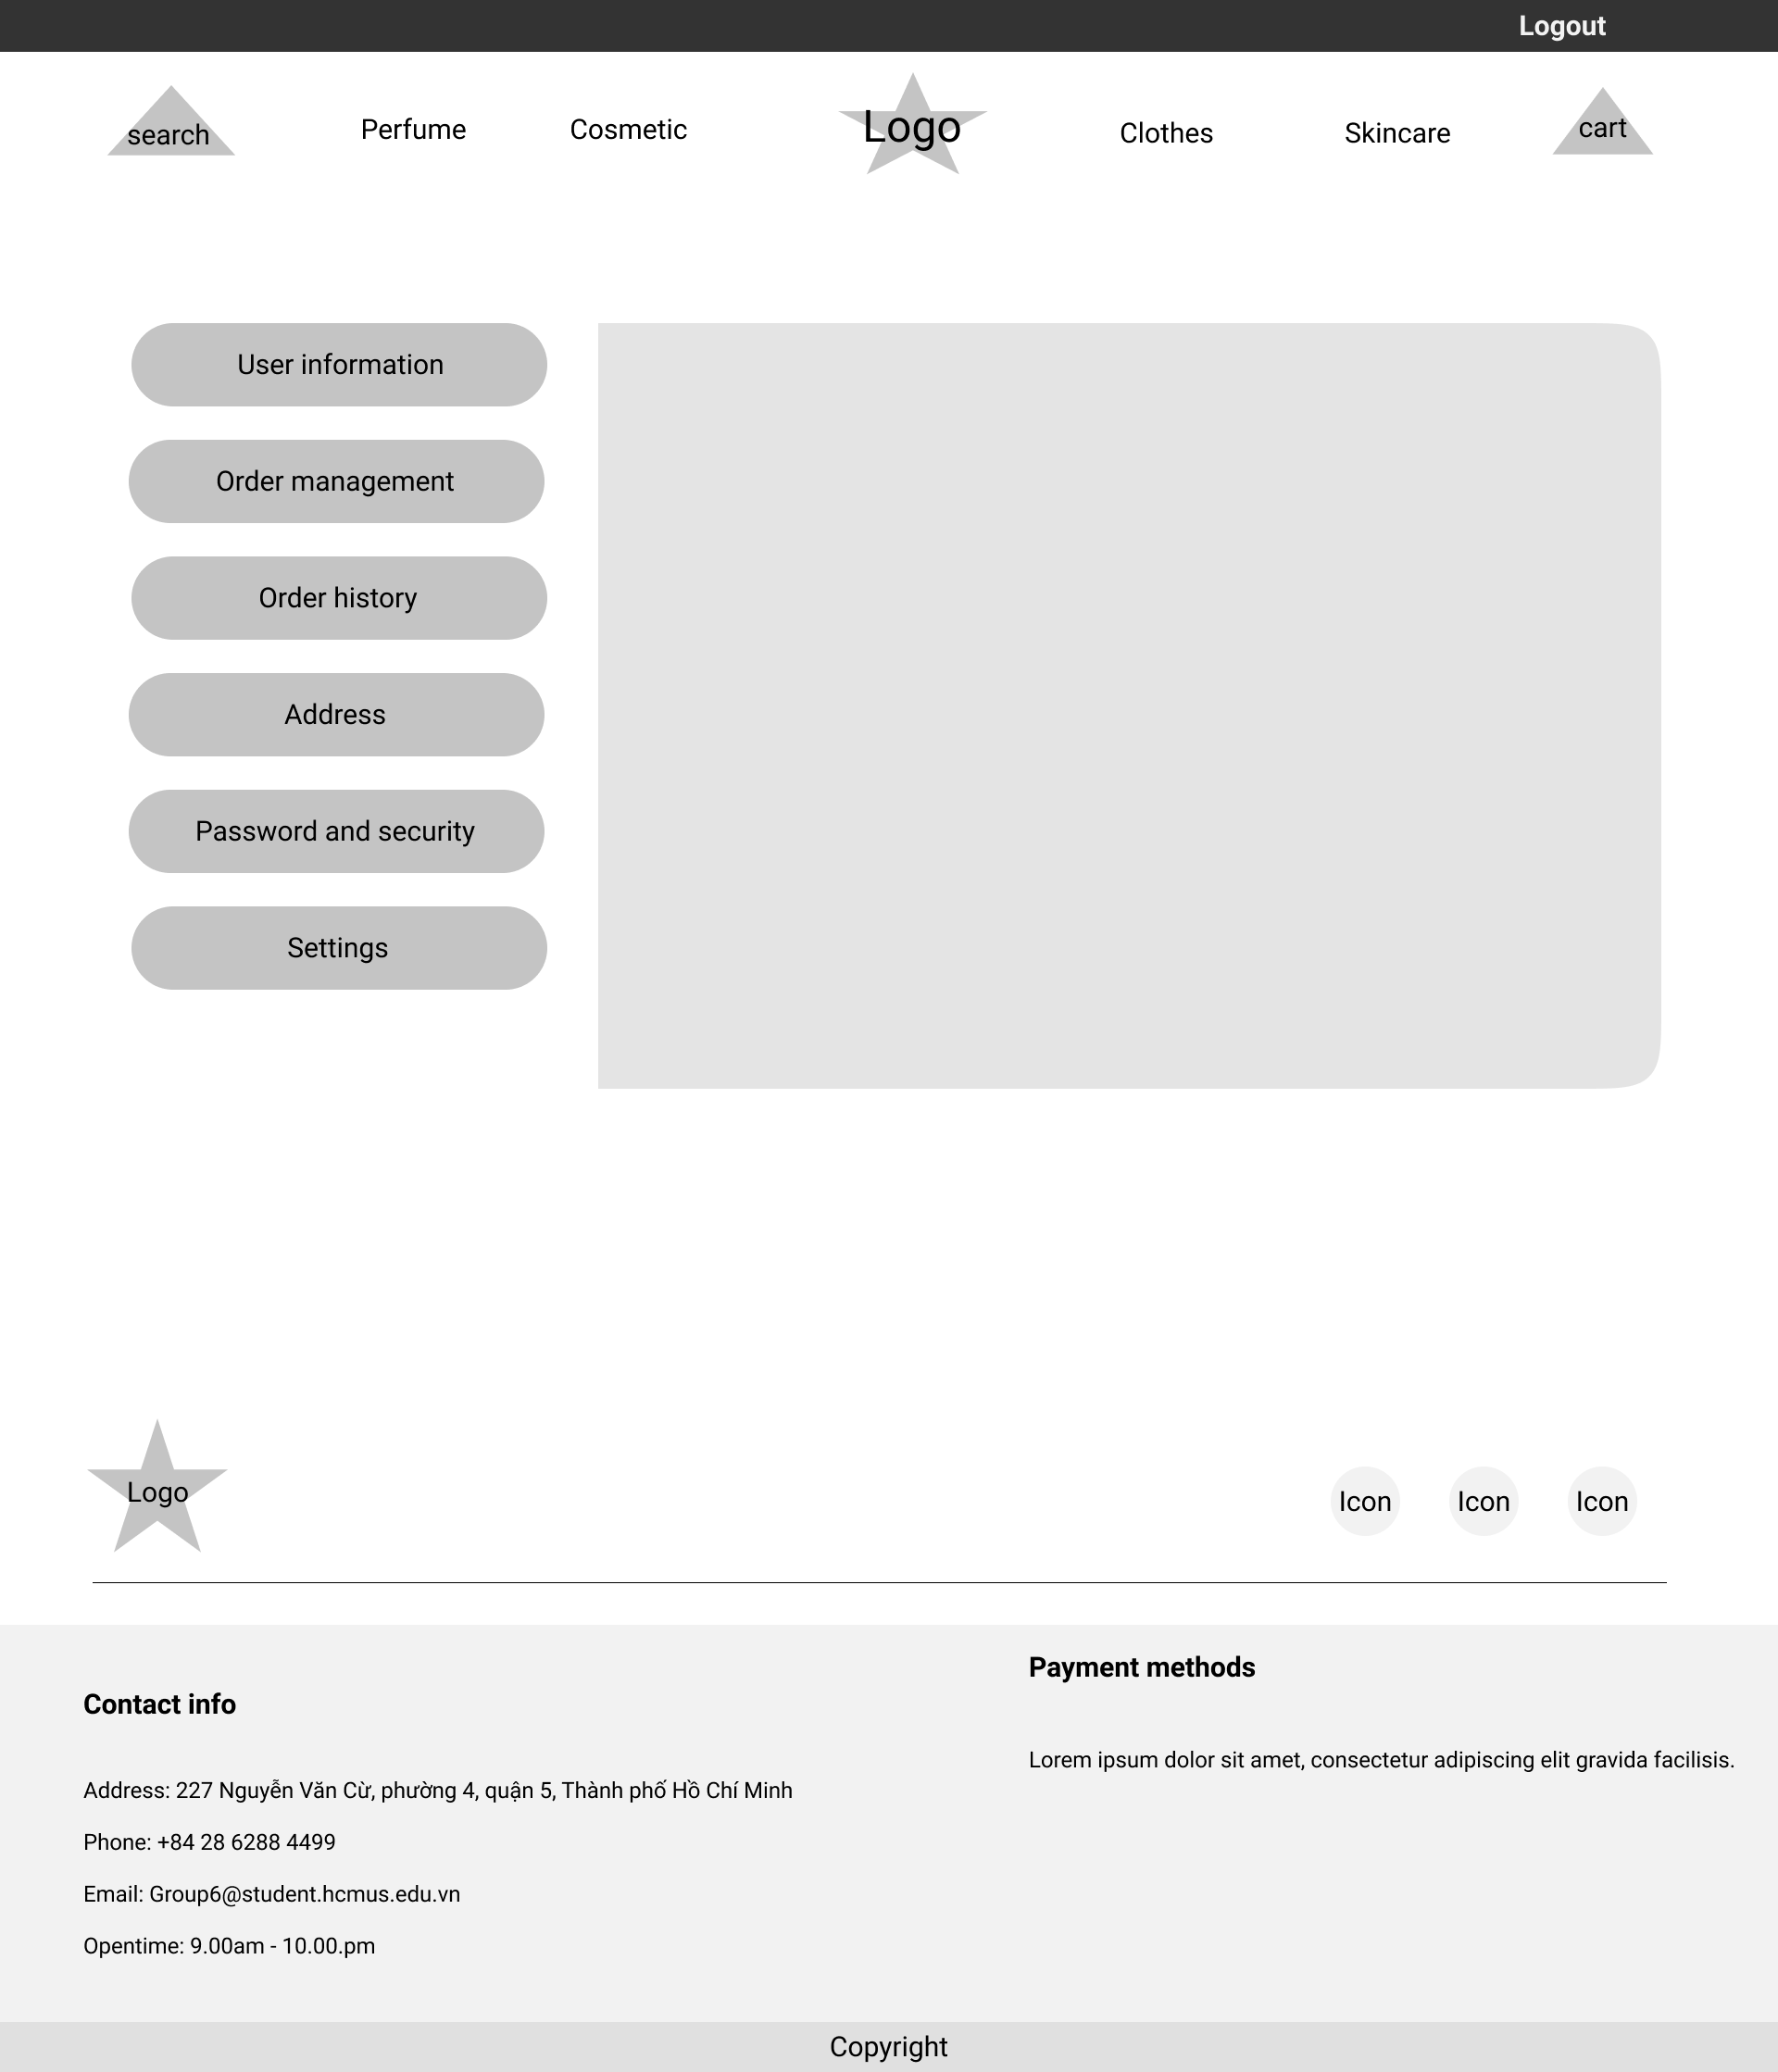 Logout
search
Perfume
Cosmetic
Logo
Clothes
Skincare
cart
User information
Order management
Order history
Address
Password and security
Settings
Logo
Icon
Icon
Icon
Contact info
Address: 227 Nguyễn Văn Cừ, phường 4, quận 5, Thành phố Hồ Chí Minh
Phone: +84 28 6288 4499
Email: Group6@student.hcmus.edu.vn
Opentime: 9.00am - 10.00.pm
Payment methods
Lorem ipsum dolor sit amet, consectetur adipiscing elit gravida facilisis.
Copyright